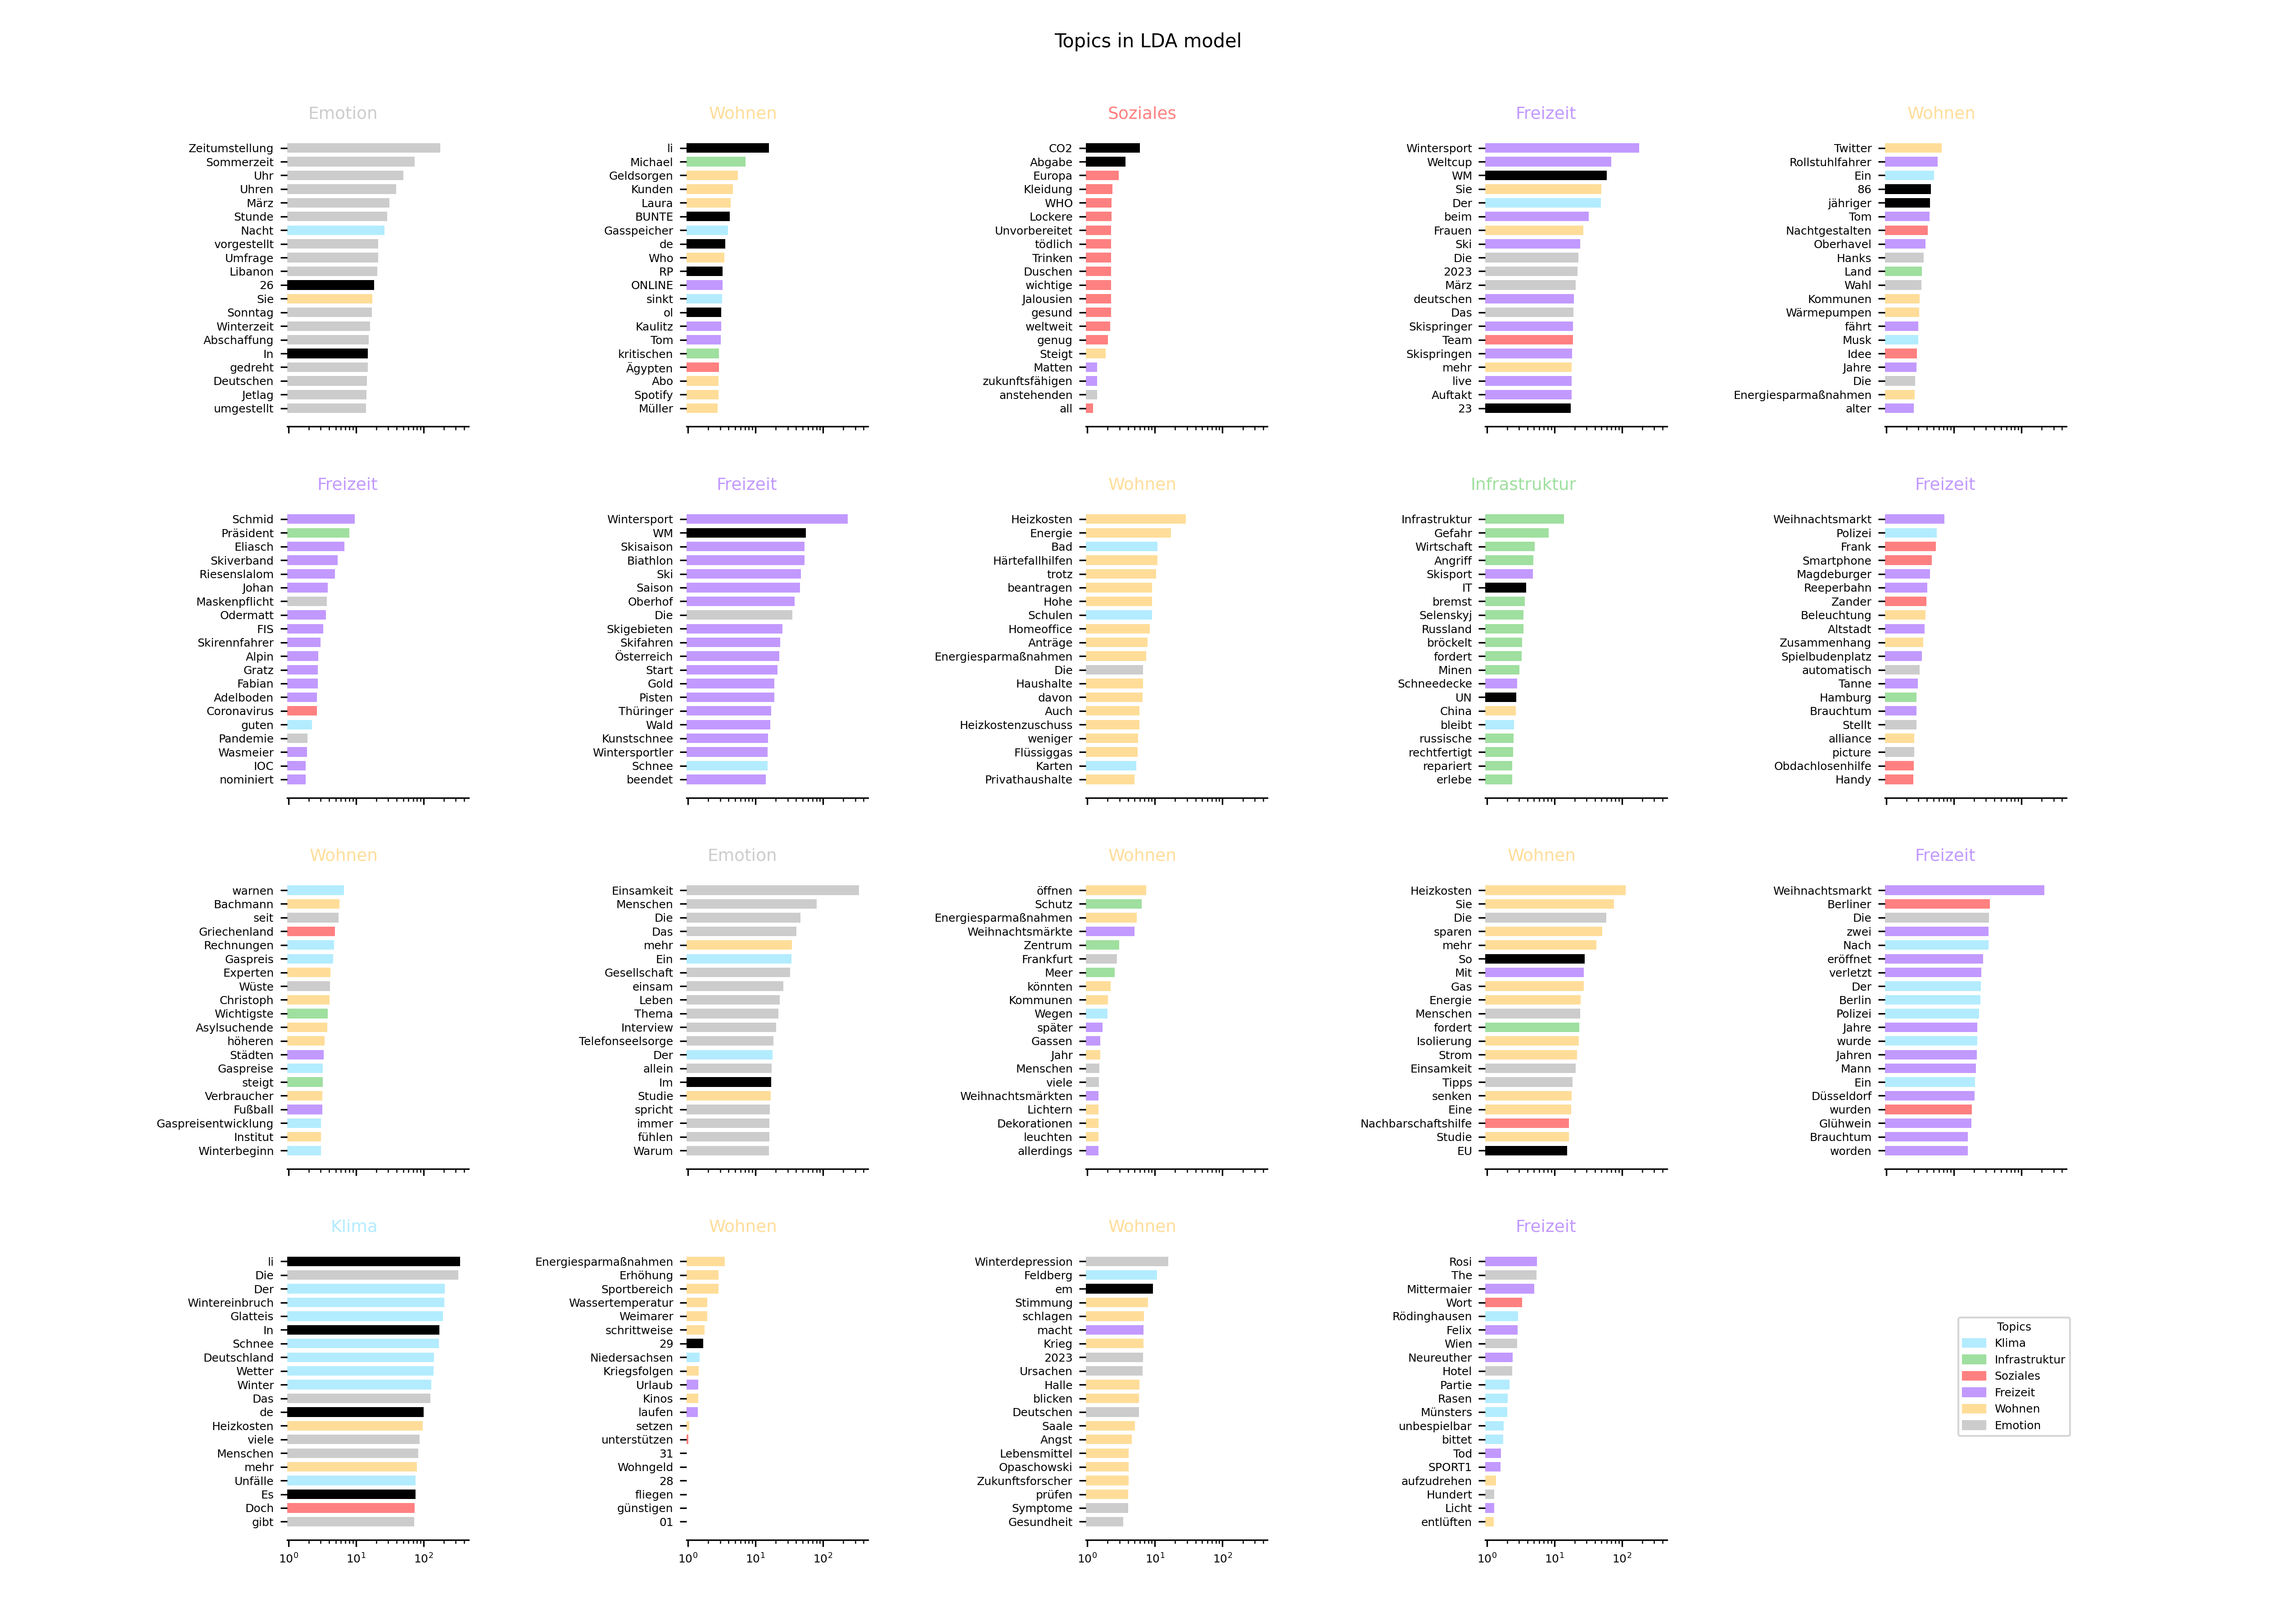 Topics in LDA model
Emotion
Zeitumstellung
Sommerzeit
Uhr
Uhren
März
Stunde
Nacht
vorgestellt
Umfrage
Libanon
26
Sie
Sonntag
Winterzeit
Abschaffung
In
gedreht
Deutschen
Jetlag
umgestellt
Wohnen
li
Michael
Geldsorgen
Kunden
Laura
BUNTE
Gasspeicher
de
Who
RP
ONLINE
sinkt
ol
Kaulitz
Tom
kritischen
Ägypten
Abo
Spotify
Müller
Soziales
CO2
Abgabe
Europa
Kleidung
WHO
Lockere
Unvorbereitet
tödlich
Trinken
Duschen
wichtige
Jalousien
gesund
weltweit
genug
Steigt
Matten
zukunftsfähigen
anstehenden
all
Freizeit
Wintersport
Weltcup
WM
Sie
Der
beim
Frauen
Ski
Die
2023
März
deutschen
Das
Skispringer
Team
Skispringen
mehr
live
Auftakt
23
Wohnen
Twitter
Rollstuhlfahrer
Ein
86
jähriger
Tom
Nachtgestalten
Oberhavel
Hanks
Land
Wahl
Kommunen
Wärmepumpen
fährt
Musk
Idee
Jahre
Die
Energiesparmaßnahmen
alter
Freizeit
Schmid
Präsident
Eliasch
Skiverband
Riesenslalom
Johan
Maskenpflicht
Odermatt
FIS
Skirennfahrer
Alpin
Gratz
Fabian
Adelboden
Coronavirus
guten
Pandemie
Wasmeier
IOC
nominiert
Freizeit
Wintersport
WM
Skisaison
Biathlon
Ski
Saison
Oberhof
Die
Skigebieten
Skifahren
Österreich
Start
Gold
Pisten
Thüringer
Wald
Kunstschnee
Wintersportler
Schnee
beendet
Wohnen
Heizkosten
Energie
Bad
Härtefallhilfen
trotz
beantragen
Hohe
Schulen
Homeoffice
Anträge
Energiesparmaßnahmen
Die
Haushalte
davon
Auch
Heizkostenzuschuss
weniger
Flüssiggas
Karten
Privathaushalte
Infrastruktur
Infrastruktur
Gefahr
Wirtschaft
Angriff
Skisport
IT
bremst
Selenskyj
Russland
bröckelt
fordert
Minen
Schneedecke
UN
China
bleibt
russische
rechtfertigt
repariert
erlebe
Freizeit
Weihnachtsmarkt
Polizei
Frank
Smartphone
Magdeburger
Reeperbahn
Zander
Beleuchtung
Altstadt
Zusammenhang
Spielbudenplatz
automatisch
Tanne
Hamburg
Brauchtum
Stellt
alliance
picture
Obdachlosenhilfe
Handy
Wohnen
warnen
Bachmann
seit
Griechenland
Rechnungen
Gaspreis
Experten
Wüste
Christoph
Wichtigste
Asylsuchende
höheren
Städten
Gaspreise
steigt
Verbraucher
Fußball
Gaspreisentwicklung
Institut
Winterbeginn
Emotion
Einsamkeit
Menschen
Die
Das
mehr
Ein
Gesellschaft
einsam
Leben
Thema
Interview
Telefonseelsorge
Der
allein
Im
Studie
spricht
immer
fühlen
Warum
Wohnen
öffnen
Schutz
Energiesparmaßnahmen
Weihnachtsmärkte
Zentrum
Frankfurt
Meer
könnten
Kommunen
Wegen
später
Gassen
Jahr
Menschen
viele
Weihnachtsmärkten
Lichtern
Dekorationen
leuchten
allerdings
Wohnen
Heizkosten
Sie
Die
sparen
mehr
So
Mit
Gas
Energie
Menschen
fordert
Isolierung
Strom
Einsamkeit
Tipps
senken
Eine
Nachbarschaftshilfe
Studie
EU
Freizeit
Weihnachtsmarkt
Berliner
Die
zwei
Nach
eröffnet
verletzt
Der
Berlin
Polizei
Jahre
wurde
Jahren
Mann
Ein
Düsseldorf
wurden
Glühwein
Brauchtum
worden
Klima
li
Die
Der
Wintereinbruch
Glatteis
In
Schnee
Deutschland
Wetter
Winter
Das
de
Heizkosten
viele
Menschen
mehr
Unfälle
Es
Doch
gibt
10⁰ 10¹ 10²
Wohnen
Energiesparmaßnahmen
Erhöhung
Sportbereich
Wassertemperatur
Weimarer
schrittweise
29
Niedersachsen
Kriegsfolgen
Urlaub
Kinos
laufen
setzen
unterstützen
31
Wohngeld
28
fliegen
günstigen
01
10⁰ 10¹ 10²
Wohnen
Winterdepression
Feldberg
em
Stimmung
schlagen
macht
Krieg
2023
Ursachen
Halle
blicken
Deutschen
Saale
Angst
Lebensmittel
Opaschowski
Zukunftsforscher
prüfen
Symptome
Gesundheit
10⁰ 10¹ 10²
Freizeit
Rosi
The
Mittermaier
Wort
Rödinghausen
Felix
Wien
Neureuther
Hotel
Partie
Rasen
Münsters
unbespielbar
bittet
Tod
SPORT1
aufzudrehen
Hundert
Licht
entlüften
10⁰ 10¹ 10²
Topics
Klima
Infrastruktur
Soziales
Freizeit
Wohnen
Emotion